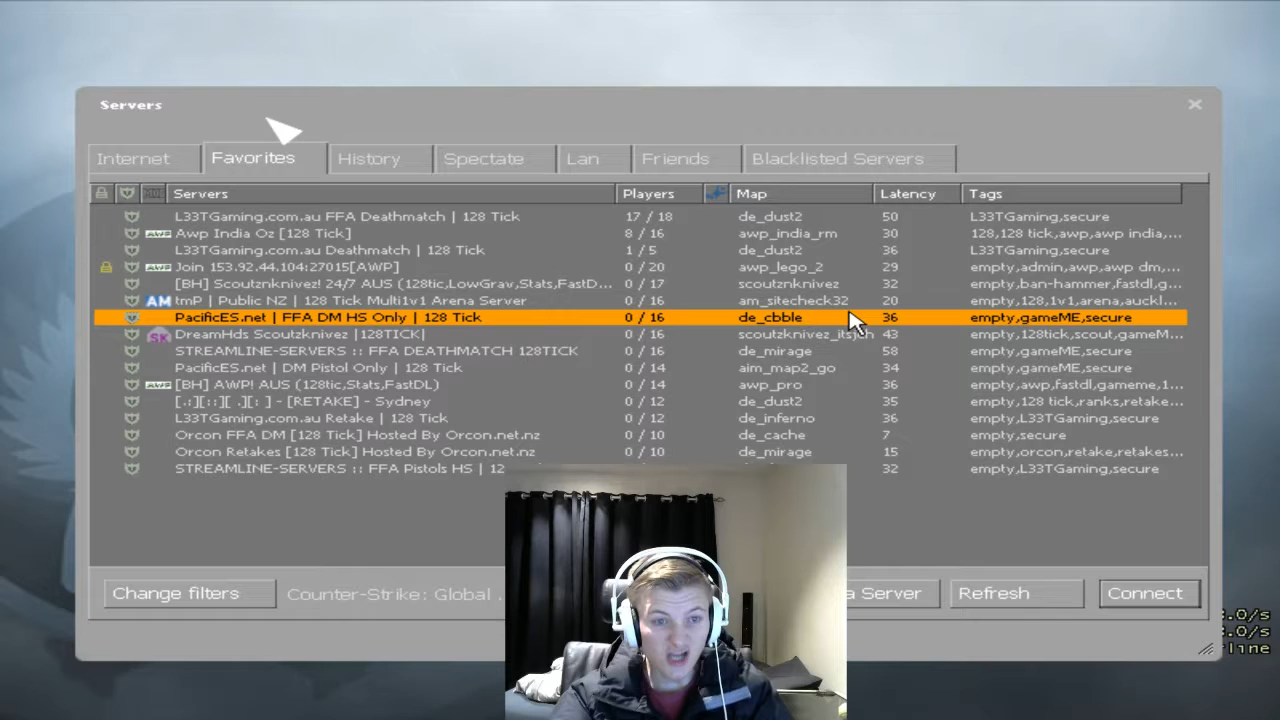 Servers
Internet Favorites History Spectate Lan Friends Blacklisted Servers
Servers Players Map Latency Tags
L33TGaming.com.au FFA Deathmatch | 128 Tick 17 / 18 de_dust2 50 L33TGaming,secure
AWP Awp India Oz [128 Tick] 8 / 16 awp_india_rm 30 128,128 tick,awp,awp india,...
L33TGaming.com.au Deathmatch | 128 Tick 1 / 5 de_dust2 36 L33TGaming,secure
AWP Join 153.92.44.104:27015[AWP] 0 / 20 awp_lego_2 29 empty,admin,awp,awp dm,...
[BH] Scoutznknivez! 24/7 AUS (128tic,LowGrav,Stats,FastD... 0 / 17 scoutznknivez 32 empty,ban-hammer,fastdl,g...
AM tmP | Public NZ | 128 Tick Multi1v1 Arena Server 0 / 16 am_sitecheck32 20 empty,128,1v1,arena,auckl...
PacificES.net | FFA DM HS Only | 128 Tick 0 / 16 de_cbble 36 empty,gameME,secure
SK DreamHds Scoutzknivez |128TICK| 0 / 16 43 empty,128tick,scout,gameM...
STREAMLINE-SERVERS :: FFA DEATHMATCH 128TICK 0 / 16 de_mirage 58 empty,gameME,secure
PacificES.net | DM Pistol Only | 128 Tick 0 / 14 aim_map2_go 34 empty,gameME,secure
AWP [BH] AWP! AUS (128tic,Stats,FastDL) 0 / 14 awp_pro 36 empty,awp,fastdl,gameme,1...
[.:][::][ .][: ] - [RETAKE] - Sydney 0 / 12 de_dust2 35 empty,128 tick,ranks,retake...
L33TGaming.com.au Retake | 128 Tick 0 / 12 de_inferno 36 empty,L33TGaming,secure
Orcon FFA DM [128 Tick] Hosted By Orcon.net.nz 0 / 10 de_cache 7 empty,secure
Orcon Retakes [128 Tick] Hosted By Orcon.net.nz 0 / 10 de_mirage 15 empty,orcon,retake,retakes...
STREAMLINE-SERVERS :: FFA Pistols HS | 12 32 empty,L33TGaming,secure
Change filters Counter-Strike: Global . a Server Refresh Connect
.0/s
.0/s
line